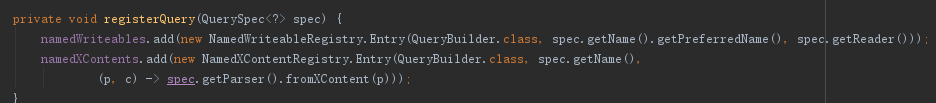 private void registerQuery(QuerySpec<?> spec) {
namedWriteables.add(new NamedWriteableRegistry.Entry(QueryBuilder.class, spec.getName().getPreferredName(), spec.getReader()));
namedXContents.add(new NamedXContentRegistry.Entry(QueryBuilder.class, spec.getName(),
(p, c) -> spec.getParser().fromXContent(p)));
}